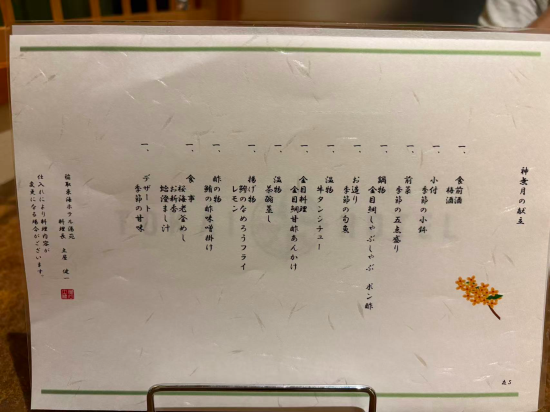 神無月の献立
一、食前酒
梅酒
一、小付
季節の小鉢
一、前菜
季節の五点盛り
一、鍋物
金目鯛しゃぶしゃぶ ポン酢
一、お造り
季節の旬魚
一、温物
牛タンシチュー
一、金目料理
金目鯛甘酢あんかけ
一、温物
茶碗蒸し
一、揚げ物
鯵のなめろうフライ
レモン
一、酢の物
鮪の酢味噌掛け
一、食事
桜海老釜めし
お新香
蛤澄まし汁
一、デザート
季節の甘味
稲取東海ホテル湯苑
料理長 土屋 健一
仕入れにより料理内容が
変更になる場合がございます。